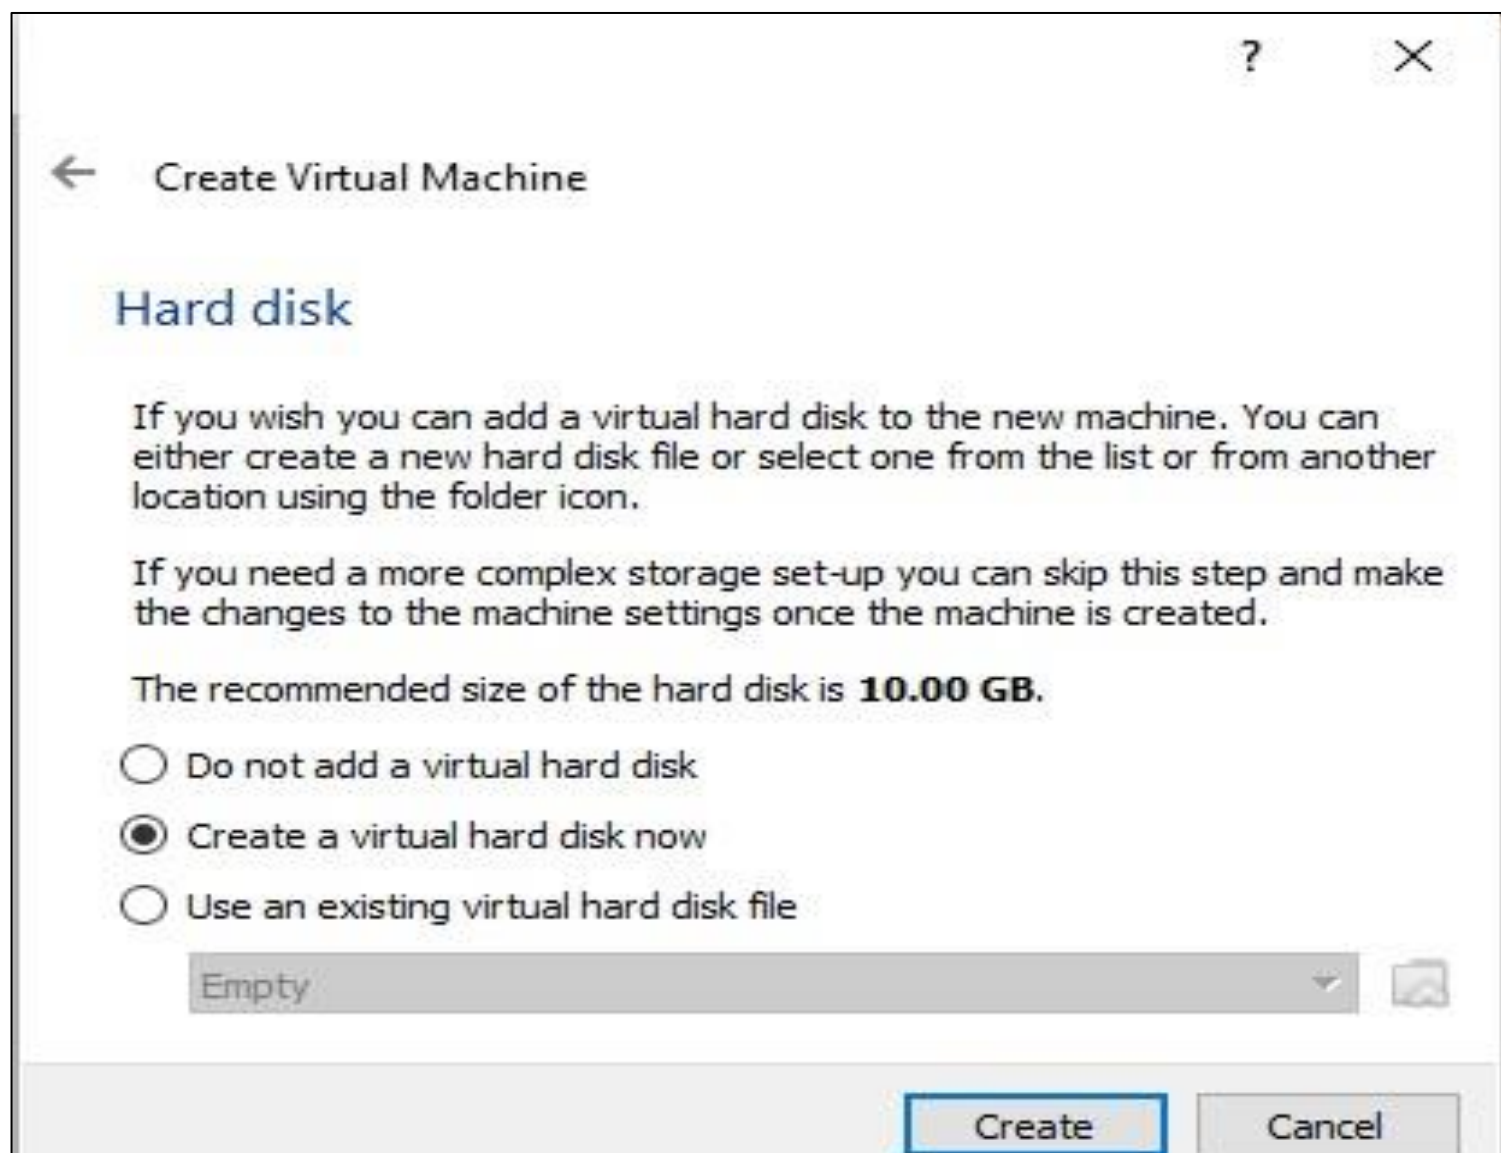 ?
Create Virtual Machine
Hard disk
If you wish you can add a virtual hard disk to the new machine. You can
either create a new hard disk file or select one from the list or from another
location using the folder icon.
If you need a more complex storage set-up you can skip this step and make
the changes to the machine settings once the machine is created.
The recommended size of the hard disk is 10.00 GB.
Do not add a virtual hard disk
Create a virtual hard disk now
Use an existing virtual hard disk file
Empty
Create Cancel